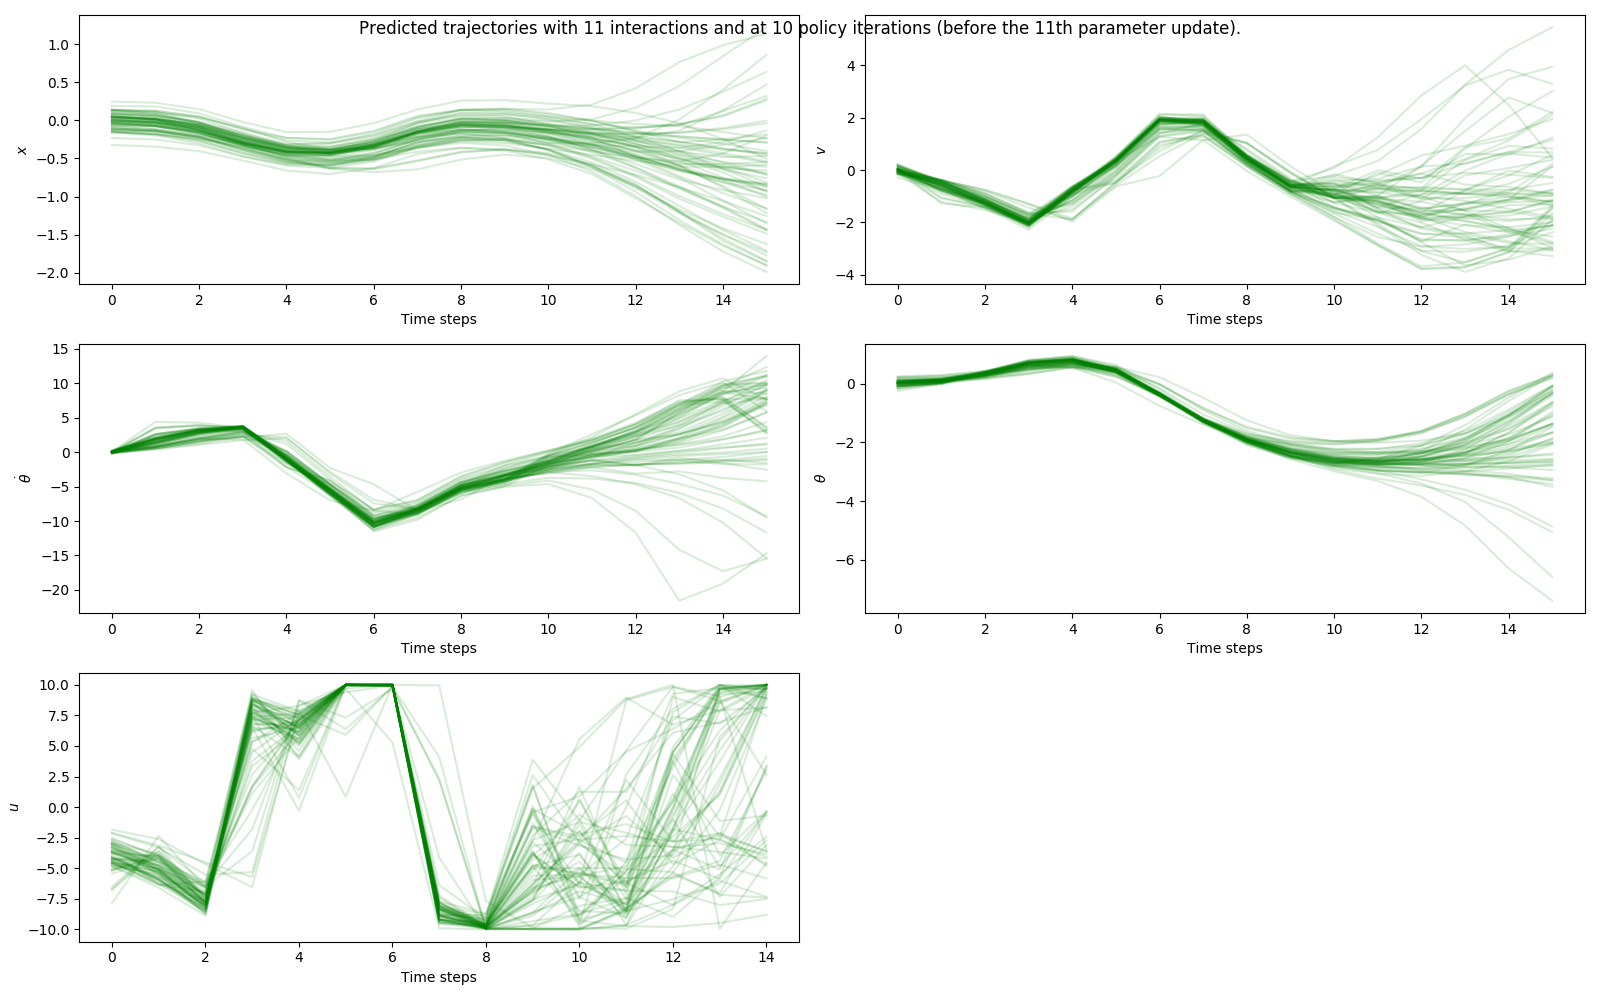 Predicted trajectories with 11 interactions and at 10 policy iterations (before the 11th parameter update).
1.0
0.5
0.0
−0.5
−1.0
−1.5
−2.0
x
0 2 4 6 8 10 12 14
Time steps
4
2
0
−2
−4
v
0 2 4 6 8 10 12 14
Time steps
15
10
5
0
−5
−10
−15
−20
θ̇
0 2 4 6 8 10 12 14
Time steps
0
−2
−4
−6
θ
0 2 4 6 8 10 12 14
Time steps
10.0
7.5
5.0
2.5
0.0
−2.5
−5.0
−7.5
−10.0
u
0 2 4 6 8 10 12 14
Time steps